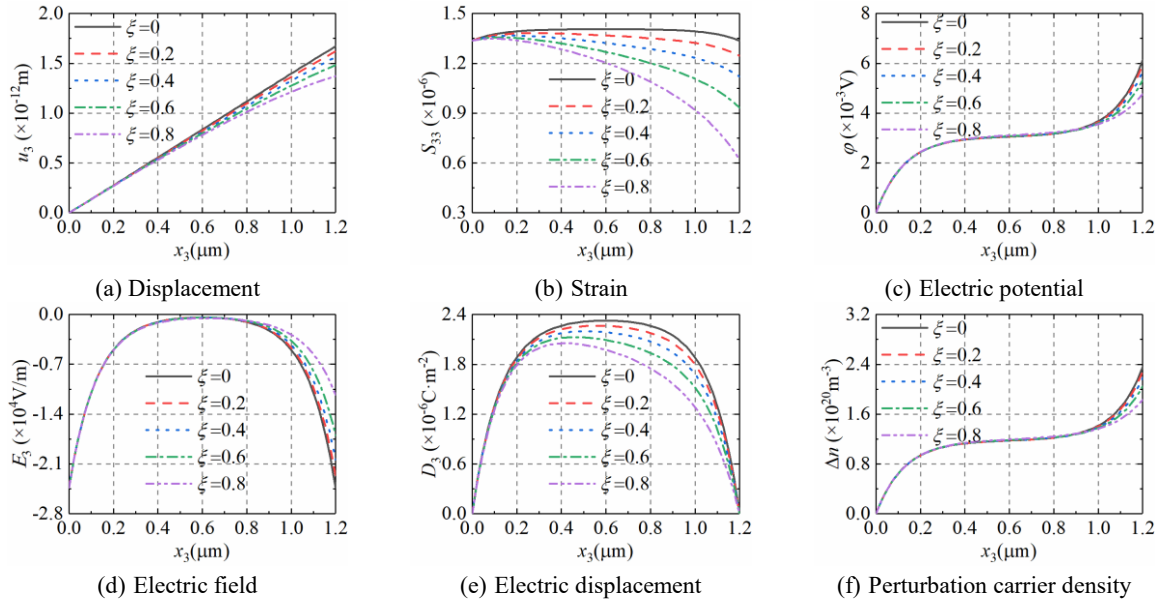 2.0
1.5
1.0
0.5
0.0
u₃ (×10¹²m)
ξ=0
ξ=0.2
ξ=0.4
ξ=0.6
ξ=0.8
0.0 0.2 0.4 0.6 0.8 1.0 1.2
x₃(μm)
(a) Displacement
1.5
1.2
0.9
0.6
0.3
S₃₃ (×10⁻⁶)
ξ=0
ξ=0.2
ξ=0.4
ξ=0.6
ξ=0.8
0.0 0.2 0.4 0.6 0.8 1.0 1.2
x₃(μm)
(b) Strain
8
6
4
2
0
φ (×10⁻³V)
ξ=0
ξ=0.2
ξ=0.4
ξ=0.6
ξ=0.8
0.0 0.2 0.4 0.6 0.8 1.0 1.2
x₃(μm)
(c) Electric potential
0.0
-0.7
-1.4
-2.1
-2.8
E₃ (×10⁴V/m)
ξ=0
ξ=0.2
ξ=0.4
ξ=0.6
ξ=0.8
0.0 0.2 0.4 0.6 0.8 1.0 1.2
x₃(μm)
(d) Electric field
2.4
1.8
1.2
0.6
0.0
D₃ (×10⁻⁶C·m⁻²)
ξ=0
ξ=0.2
ξ=0.4
ξ=0.6
ξ=0.8
0.0 0.2 0.4 0.6 0.8 1.0 1.2
x₃(μm)
(e) Electric displacement
3.2
2.4
1.6
0.8
0.0
Δn (×10²⁰m⁻³)
ξ=0
ξ=0.2
ξ=0.4
ξ=0.6
ξ=0.8
0.0 0.2 0.4 0.6 0.8 1.0 1.2
x₃(μm)
(f) Perturbation carrier density